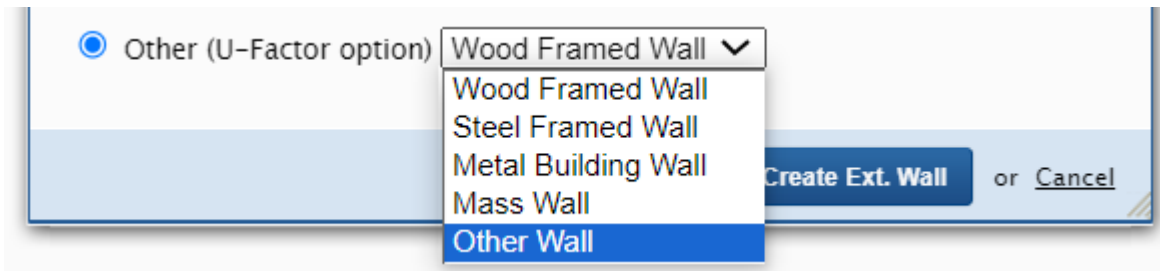 Other (U-Factor option) Wood Framed Wall
Wood Framed Wall
Steel Framed Wall
Metal Building Wall
Mass Wall
Other Wall
Create Ext. Wall or Cancel